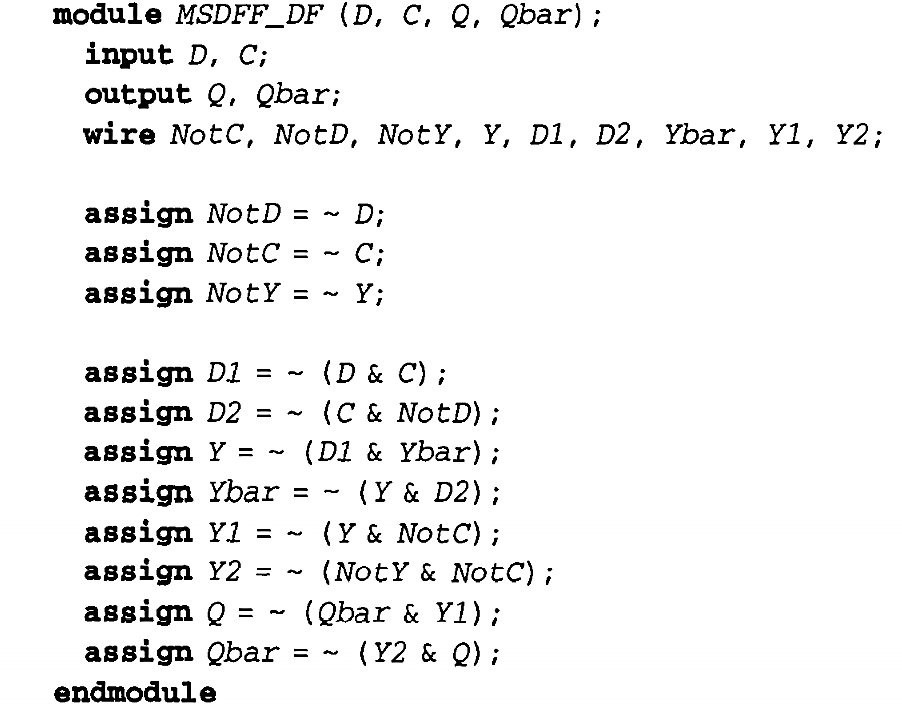 module MSDFF_DF (D, C, Q, Qbar);
input D, C;
output Q, Qbar;
wire NotC, NotD, NotY, Y, D1, D2, Ybar, Y1, Y2;
assign NotD = ~ D;
assign NotC = ~ C;
assign NotY = ~ Y;
assign D1 = ~ (D & C);
assign D2 = ~ (C & NotD);
assign Y = ~ (D1 & Ybar);
assign Ybar = ~ (Y & D2);
assign Y1 = ~ (Y & NotC);
assign Y2 = ~ (NotY & NotC);
assign Q = ~ (Qbar & Y1);
assign Qbar = ~ (Y2 & Q);
endmodule